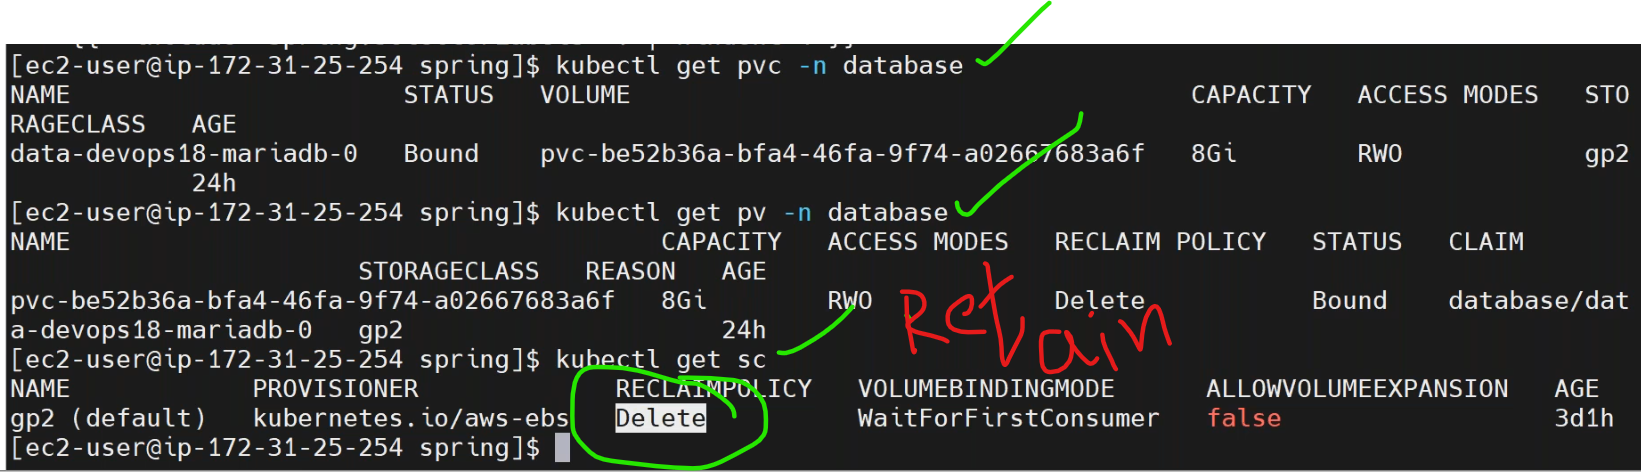 [ec2-user@ip-172-31-25-254 spring]$ kubectl get pvc -n database
NAME STATUS VOLUME CAPACITY ACCESS MODES STO
RAGECLASS AGE
data-devops18-mariadb-0 Bound pvc-be52b36a-bfa4-46fa-9f74-a02667683a6f 8Gi RWO gp2
24h
[ec2-user@ip-172-31-25-254 spring]$ kubectl get pv -n database
NAME CAPACITY ACCESS MODES RECLAIM POLICY STATUS CLAIM
STORAGECLASS REASON AGE
pvc-be52b36a-bfa4-46fa-9f74-a02667683a6f 8Gi RWO Delete Bound database/dat
a-devops18-mariadb-0 gp2 24h
Retain
[ec2-user@ip-172-31-25-254 spring]$ kubectl get sc
NAME PROVISIONER RECLAIMPOLICY VOLUMEBINDINGMODE ALLOWVOLUMEEXPANSION AGE
gp2 (default) kubernetes.io/aws-ebs Delete WaitForFirstConsumer false 3d1h
[ec2-user@ip-172-31-25-254 spring]$